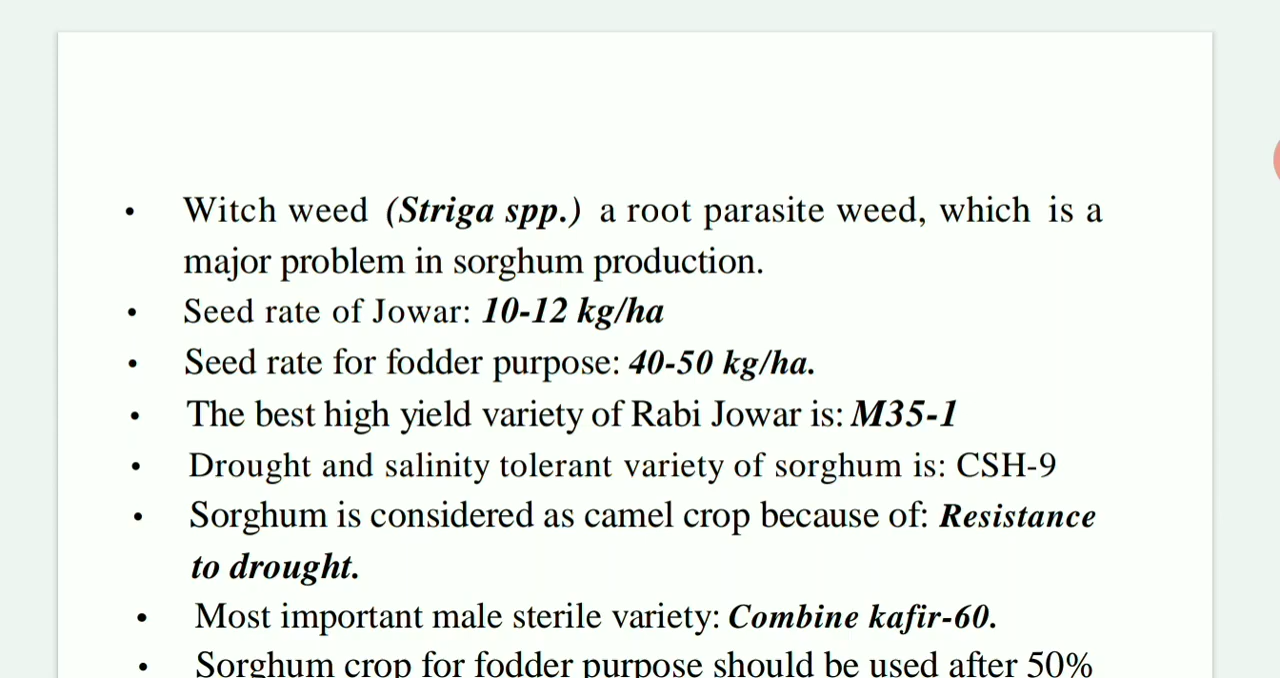 • Witch weed (Striga spp.) a root parasite weed, which is a
major problem in sorghum production.
• Seed rate of Jowar: 10-12 kg/ha
• Seed rate for fodder purpose: 40-50 kg/ha.
• The best high yield variety of Rabi Jowar is: M35-1
• Drought and salinity tolerant variety of sorghum is: CSH-9
• Sorghum is considered as camel crop because of: Resistance
to drought.
• Most important male sterile variety: Combine kafir-60.
• Sorghum crop for fodder purpose should be used after 50%